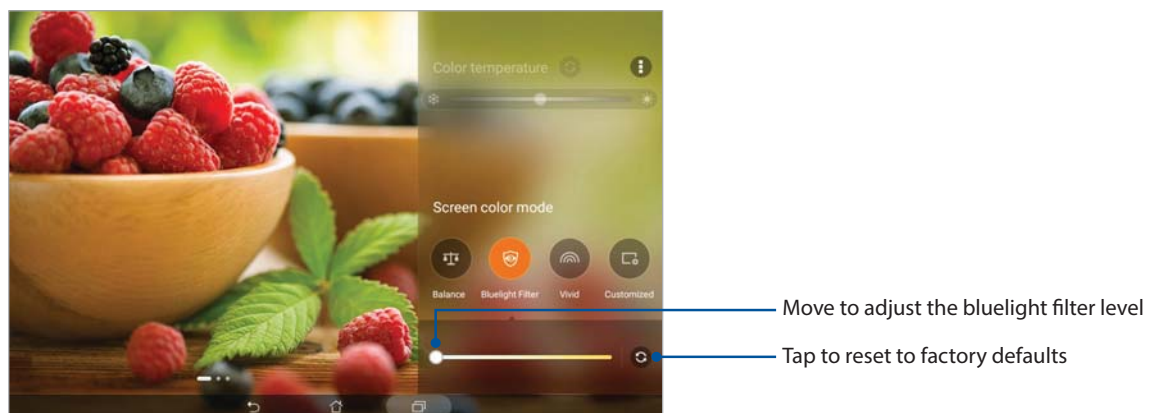 Color temperature
Screen color mode
Balance
Bluelight Filter
Vivid
Customized
Move to adjust the bluelight filter level
Tap to reset to factory defaults